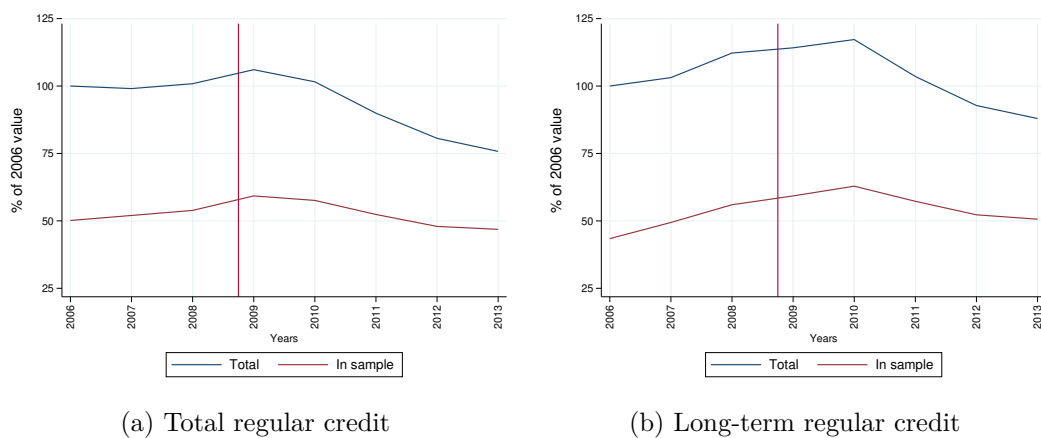 125
100
75
50
25
% of 2006 value
2006 2007 2008 2009 2010 2011 2012 2013
Years
Total In sample
(a) Total regular credit
125
100
75
50
25
% of 2006 value
2006 2007 2008 2009 2010 2011 2012 2013
Years
Total In sample
(b) Long-term regular credit